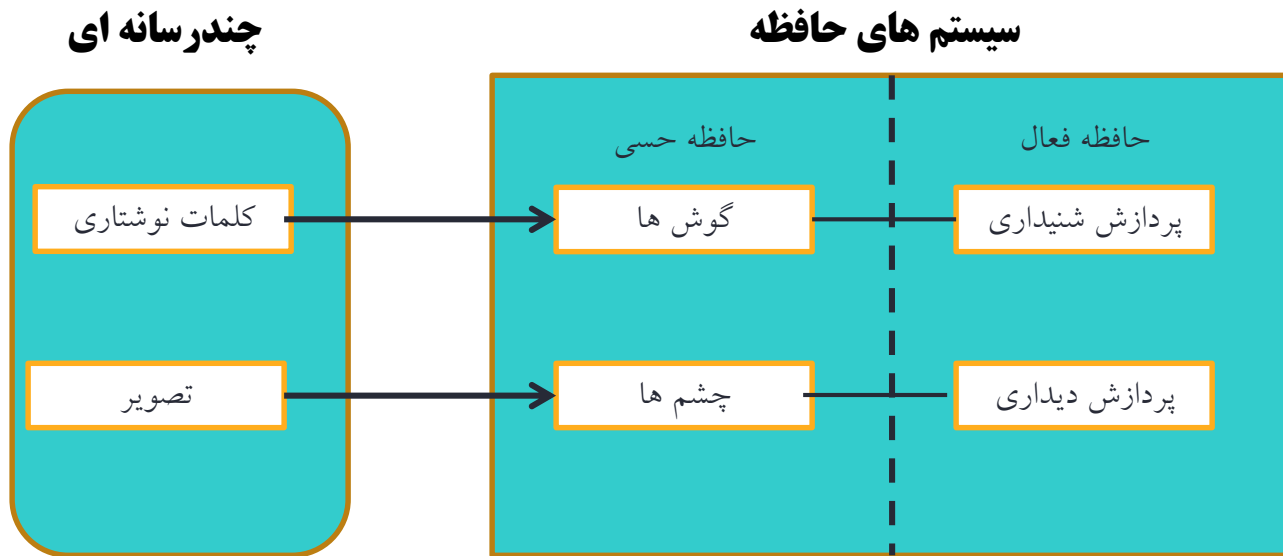 سیستم های حافظه
چندرسانه ای
حافظه فعال
حافظه حسی
پردازش شنیداری
گوش ها
کلمات نوشتاری
پردازش دیداری
چشم ها
تصویر